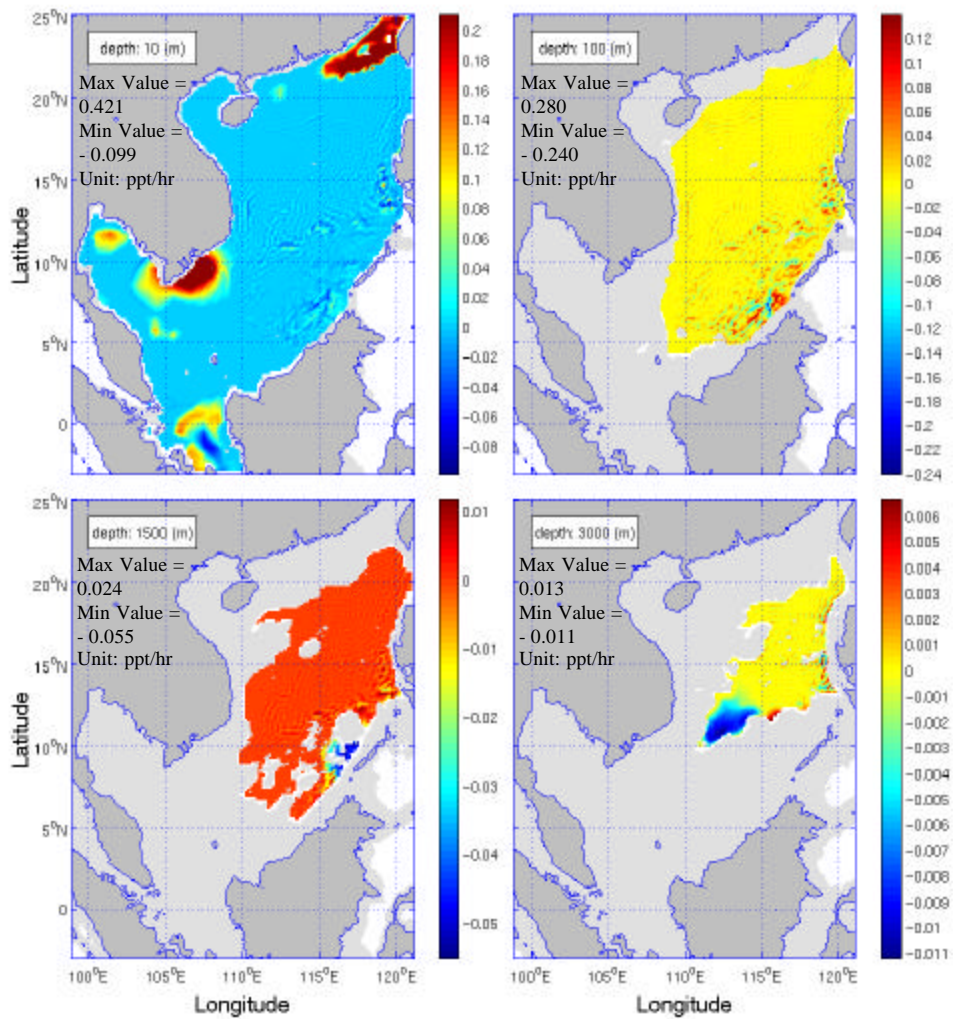 depth: 10 (m)
Max Value =
0.421
Min Value =
- 0.099
Unit: ppt/hr
25°N
20°N
15°N
10°N
5°N
0
Latitude
0.2
0.18
0.16
0.14
0.12
0.1
0.08
0.06
0.04
0.02
0
-0.02
-0.04
-0.06
-0.08
depth: 100 (m)
Max Value =
0.280
Min Value =
- 0.240
Unit: ppt/hr
0.12
0.1
0.08
0.06
0.04
0.02
0
-0.02
-0.04
-0.06
-0.08
-0.1
-0.12
-0.14
-0.16
-0.18
-0.2
-0.22
-0.24
depth: 1500 (m)
Max Value =
0.024
Min Value =
- 0.055
Unit: ppt/hr
25°N
20°N
15°N
10°N
5°N
0
Latitude
100°E
105°E
110°E
115°E
120°E
Longitude
0.01
0
-0.01
-0.02
-0.03
-0.04
-0.05
depth: 3000 (m)
Max Value =
0.013
Min Value =
- 0.011
Unit: ppt/hr
100°E
105°E
110°E
115°E
120°E
Longitude
0.006
0.005
0.004
0.003
0.002
0.001
0
-0.001
-0.002
-0.003
-0.004
-0.005
-0.006
-0.007
-0.008
-0.009
-0.01
-0.011